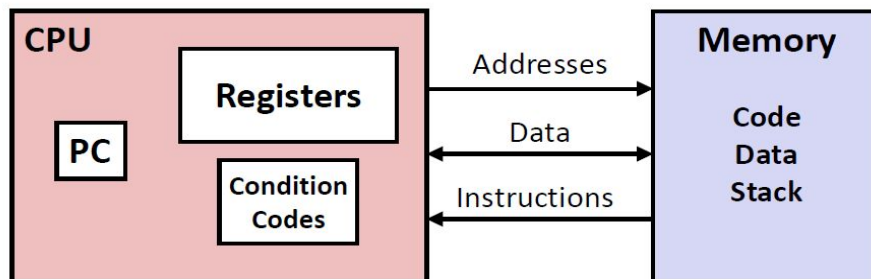 CPU
Registers
PC
Condition
Codes
Addresses
Data
Instructions
Memory
Code
Data
Stack